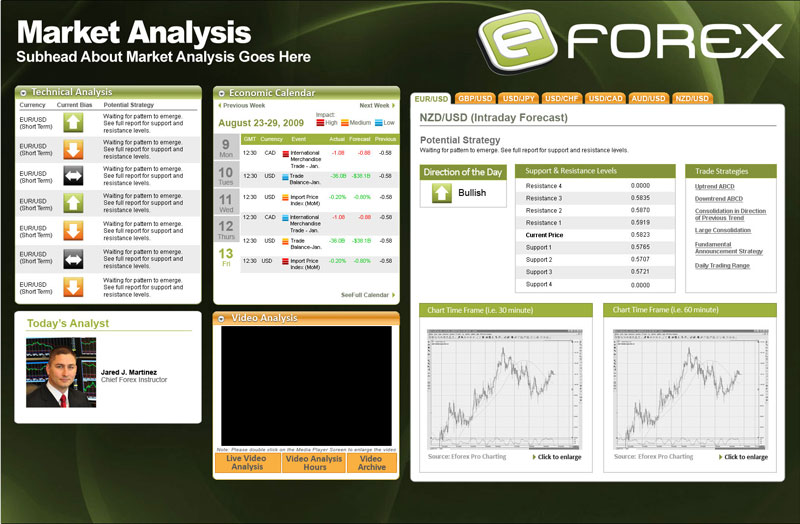 Market Analysis
Subhead About Market Analysis Goes Here
e FOREX
Technical Analysis
Currency Current Bias Potential Strategy
EUR/USD
(Short Term)
Waiting for pattern to emerge.
See full report for support and
resistance levels.
EUR/USD
(Short Term)
Waiting for pattern to emerge.
See full report for support and
resistance levels.
EUR/USD
(Short Term)
Waiting for pattern to emerge.
See full report for support and
resistance levels.
EUR/USD
(Short Term)
Waiting for pattern to emerge.
See full report for support and
resistance levels.
EUR/USD
(Short Term)
Waiting for pattern to emerge.
See full report for support and
resistance levels.
EUR/USD
(Short Term)
Waiting for pattern to emerge.
See full report for support and
resistance levels.
EUR/USD
(Short Term)
Waiting for pattern to emerge.
See full report for support and
resistance levels.
Today's Analyst
Jared J. Martinez
Chief Forex Instructor
Economic Calendar
Previous Week Next Week
August 23-29, 2009
Impact:
High Medium Low
GMT Currency Event Actual Forecast Previous
9 Mon
12:30 CAD International
Merchandise
Trade - Jan.
-1.08 -0.88 -0.58
10 Tues
12:30 USD Trade
Balance-Jan.
-36.0B -$38.1B -0.58
11 Wed
12:30 USD Import Price
Index (MoM)
-0.20% -0.80% -0.58
12 Thurs
12:30 CAD International
Merchandise
Trade - Jan.
-1.08 -0.88 -0.58
13 Fri
12:30 USD Trade
Balance-Jan.
-36.0B -$38.1B -0.58
12:30 USD Import Price
Index (MoM)
-0.20% -0.80% -0.58
SeeFull Calendar
Video Analysis
Note: Please double click on the Media Player Screen to enlarge the video
Live Video
Analysis
Video Analysis
Hours
Video
Archive
EUR/USD GBP/USD USD/JPY USD/CHF USD/CAD AUD/USD NZD/USD
NZD/USD (Intraday Forecast)
Potential Strategy
Waiting for pattern to emerge. See full report for support and resistance levels.
Direction of the Day
Bullish
Support & Resistance Levels
Resistance 4 0.0000
Resistance 3 0.5835
Resistance 2 0.5870
Resistance 1 0.5919
Current Price 0.5823
Support 1 0.5765
Support 2 0.5707
Support 3 0.5721
Support 4 0.0000
Trade Strategies
Uptrend ABCD
Downtrend ABCD
Consolidation in Direction
of Previous Trend
Large Consolidation
Fundamental
Announcement Strategy
Daily Trading Range
Chart Time Frame (i.e. 30 minute)
Source: Eforex Pro Charting Click to enlarge
Chart Time Frame (i.e. 60 minute)
Source: Eforex Pro Charting Click to enlarge